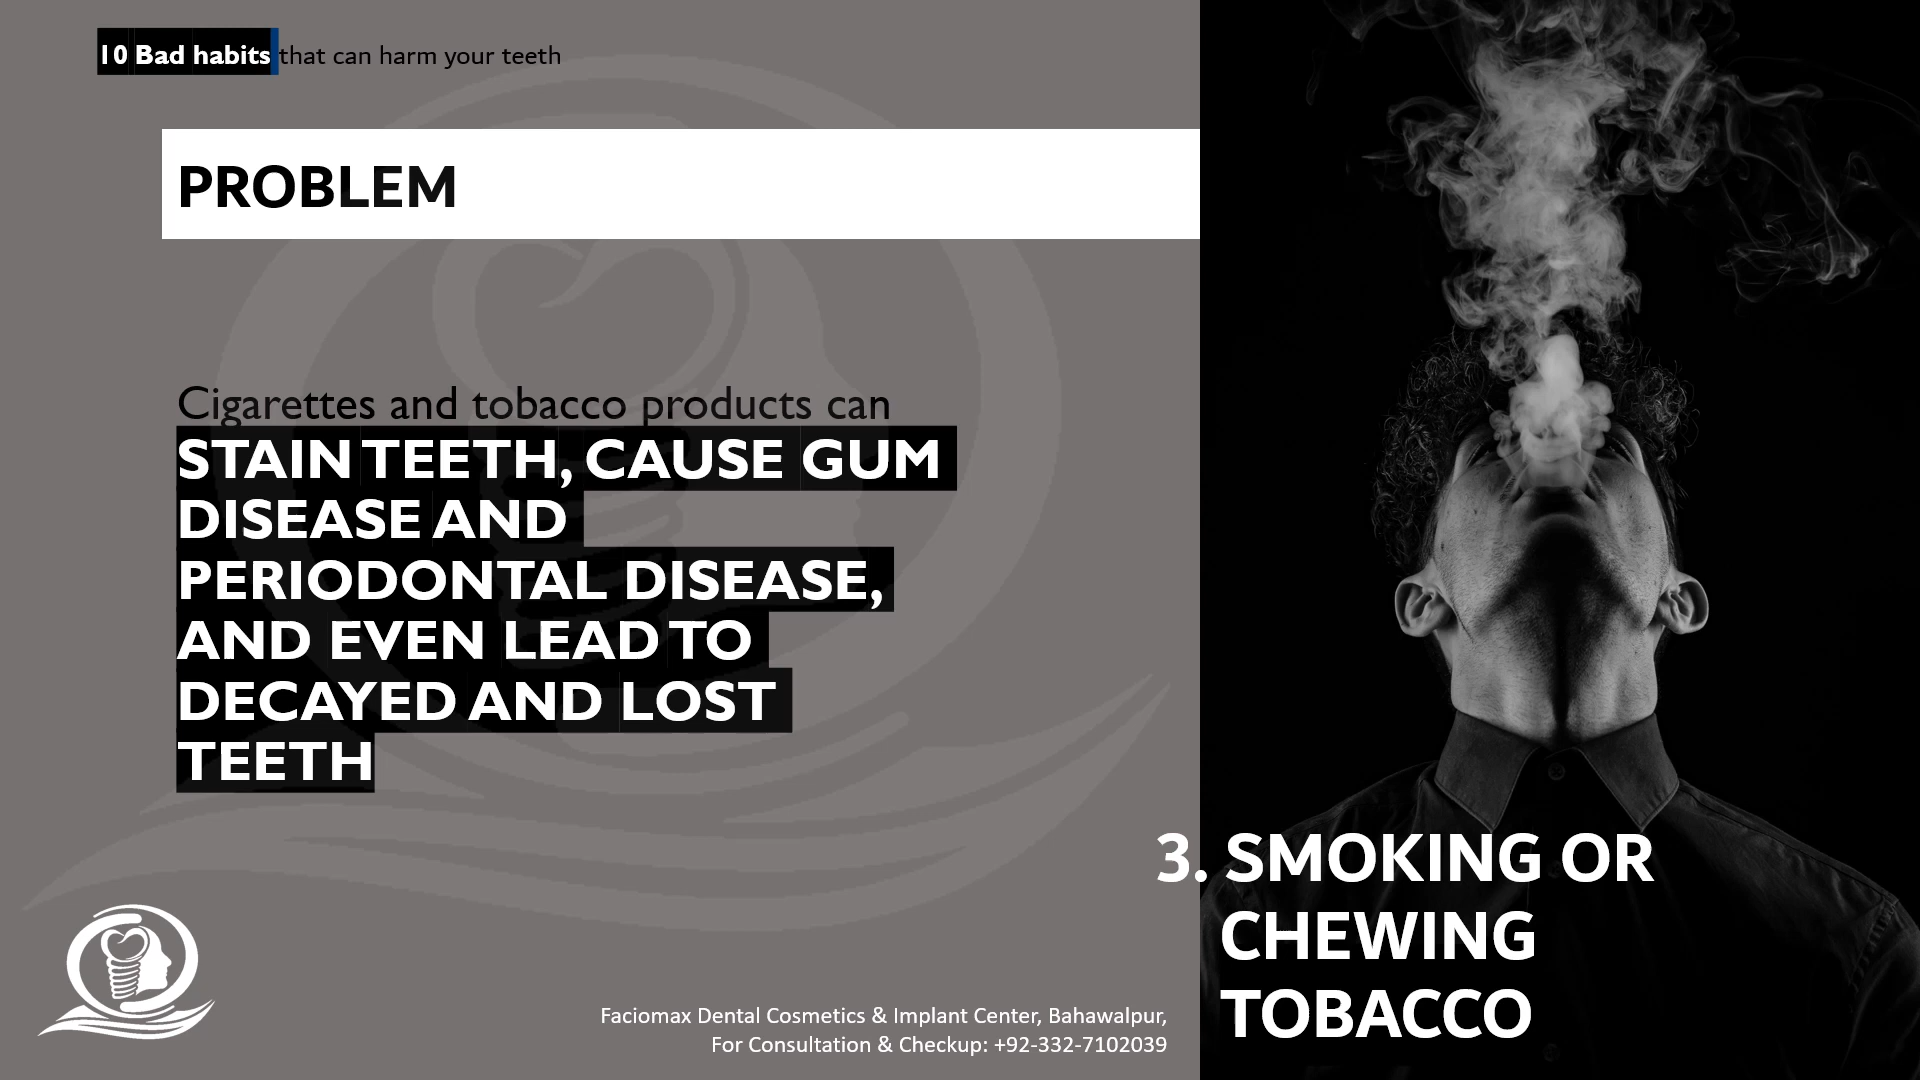 10 Bad habits that can harm your teeth
PROBLEM
Cigarettes and tobacco products can
STAIN TEETH, CAUSE GUM
DISEASE AND
PERIODONTAL DISEASE,
AND EVEN LEAD TO
DECAYED AND LOST
TEETH
3. SMOKING OR
CHEWING
TOBACCO
Faciomax Dental Cosmetics & Implant Center, Bahawalpur,
For Consultation & Checkup: +92-332-7102039